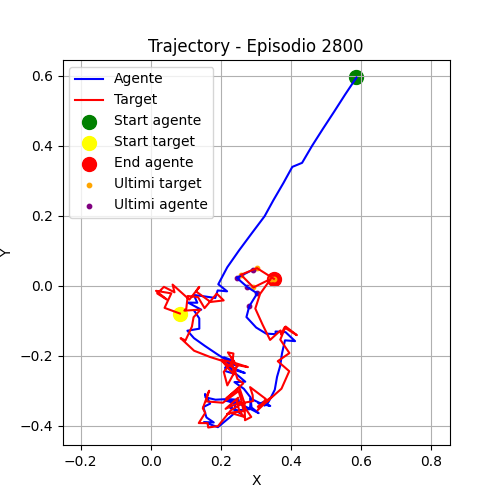 Trajectory - Episodio 2800
Agente
Target
Start agente
Start target
End agente
Ultimi target
Ultimi agente
0.6
0.4
0.2
0.0
−0.2
−0.4
Y
−0.2 0.0 0.2 0.4 0.6 0.8
X